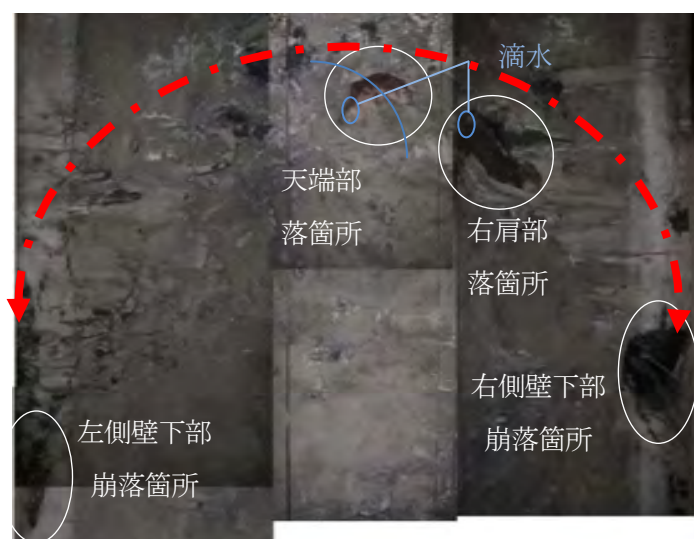 滴水
天端部
落箇所
右肩部
落箇所
右側壁下部
崩落箇所
左側壁下部
崩落箇所